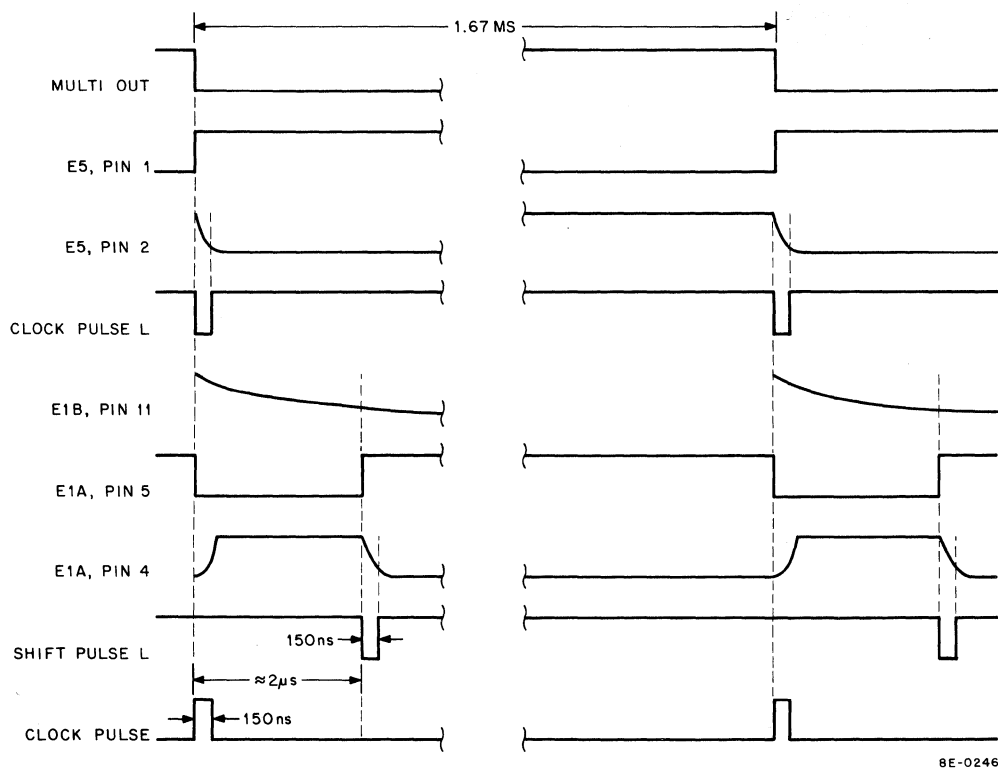 1.67 MS
MULTI OUT
E5, PIN 1
E5, PIN 2
CLOCK PULSE L
E1B, PIN 11
E1A, PIN 5
E1A, PIN 4
150ns
SHIFT PULSE L
≈2μs
150ns
CLOCK PULSE
8E-0246